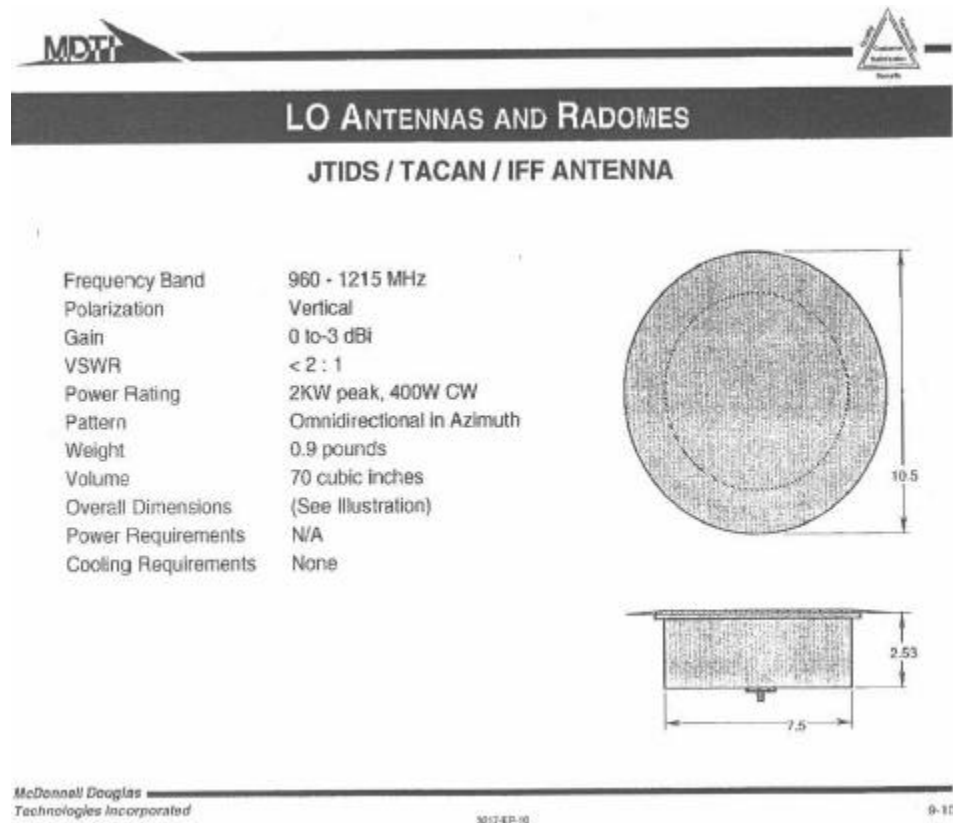 MDTI
Customer
Satisfaction
LO ANTENNAS AND RADOMES
JTIDS / TACAN / IFF ANTENNA
Frequency Band 960 - 1215 MHz
Polarization Vertical
Gain 0 to-3 dBi
VSWR < 2 : 1
Power Rating 2KW peak, 400W CW
Pattern Omnidirectional in Azimuth
Weight 0.9 pounds
Volume 70 cubic inches
Overall Dimensions (See Illustration)
Power Requirements N/A
Cooling Requirements None
10.5
2.53
7.5
McDonnell Douglas
Technologies Incorporated